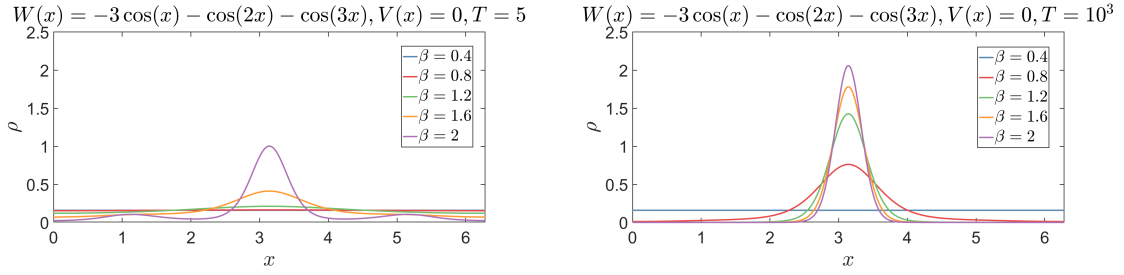 W(x) = −3 cos(x) − cos(2x) − cos(3x), V(x) = 0, T = 5
2.5
2
1.5
1
0.5
0
ρ
β = 0.4
β = 0.8
β = 1.2
β = 1.6
β = 2
0 1 2 3 4 5 6
x
W(x) = −3 cos(x) − cos(2x) − cos(3x), V(x) = 0, T = 10³
2.5
2
1.5
1
0.5
0
ρ
β = 0.4
β = 0.8
β = 1.2
β = 1.6
β = 2
0 1 2 3 4 5 6
x